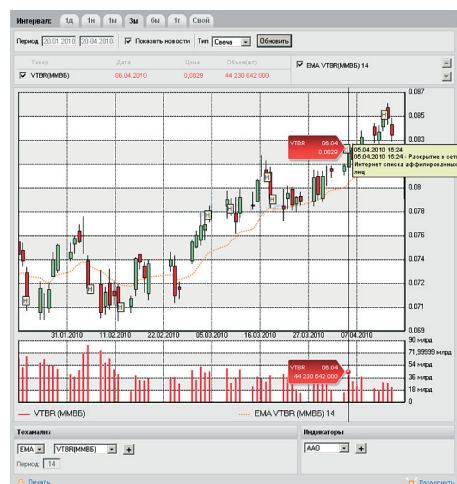 Интервал: 1д 1н 1м 3м 6м 1г Свой
Период 20.01.2010 20.04.2010 Показать новости Тип Свеча Обновить
Тикер Дата Цена Объем(шт)
VTBR(ММВБ) 06.04.2010 0,0829 44 230 642 000
EMA VTBR(ММВБ) 14
0.087
0.085
0.083
VTBR 06.04
0,0829
05.04.2010 15:24
05.04.2010 15:24 - Раскрытие в сети
Интернет списка аффилированных
лиц
0.08
0.078
0.076
0.074
0.072
0.071
0.069
31.01.2010 11.02.2010 22.02.2010 05.03.2010 16.03.2010 27.03.2010 07.04.2010
90 млрд
71,99999 млрд
54 млрд
36 млрд
18 млрд
0
VTBR 06.04
44 230 642 000
VTBR (ММВБ) EMA VTBR (ММВБ) 14
Теханализ Индикаторы
EMA VTBR(ММВБ) + AAO +
Период: 14
Печать Развернуть